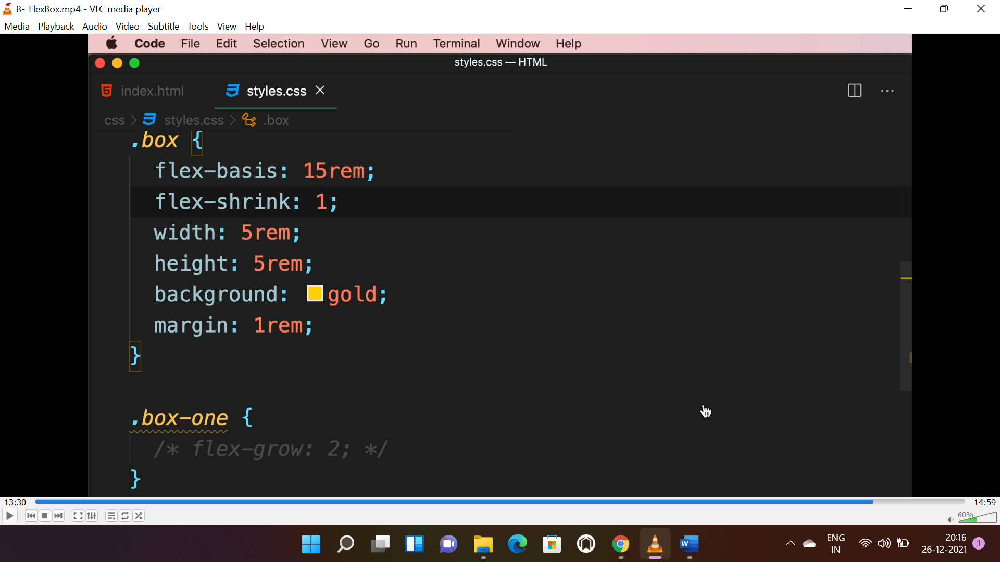 8-_FlexBox.mp4 - VLC media player
Media Playback Audio Video Subtitle Tools View Help
Code File Edit Selection View Go Run Terminal Window Help
styles.css — HTML
index.html styles.css
css > styles.css > .box
.box {
flex-basis: 15rem;
flex-shrink: 1;
width: 5rem;
height: 5rem;
background: gold;
margin: 1rem;
}
.box-one {
/* flex-grow: 2; */
}
13:30 14:59
60%
ENG 20:16
IN 26-12-2021 1